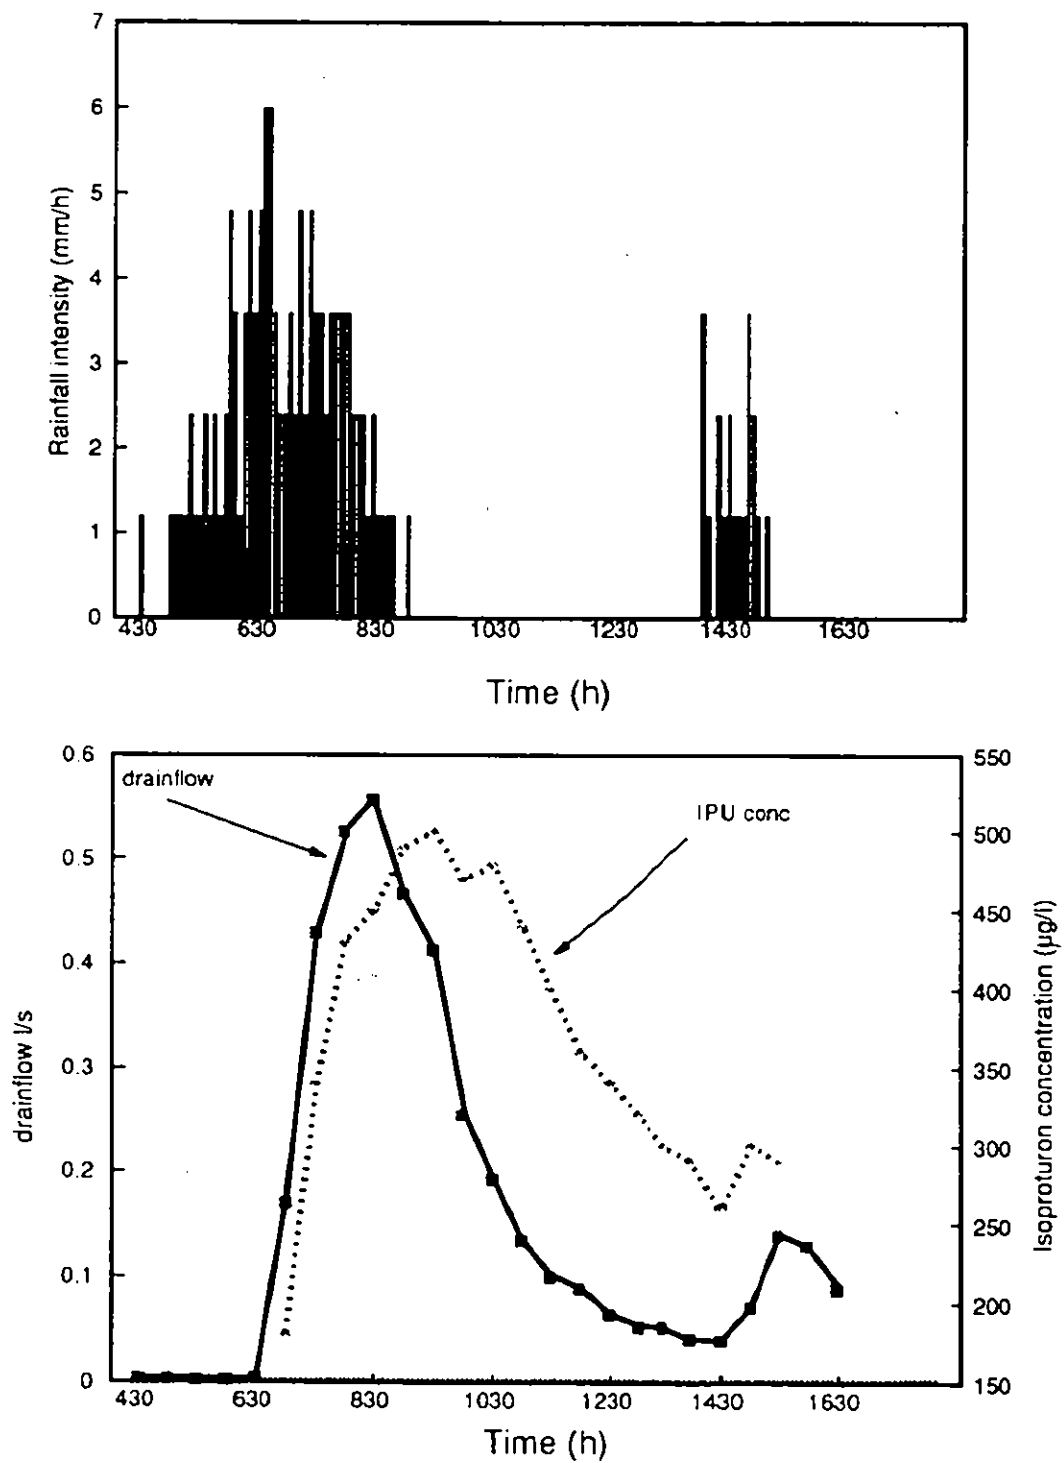 7
6
5
4
3
2
1
0
Rainfall intensity (mm/h)
430 630 830 1030 1230 1430 1630
Time (h)
0.6
0.5
0.4
0.3
0.2
0.1
0
drainflow l/s
drainflow
IPU conc
550
500
450
400
350
300
250
200
150
Isoproturon concentration (µg/l)
430 630 830 1030 1230 1430 1630
Time (h)